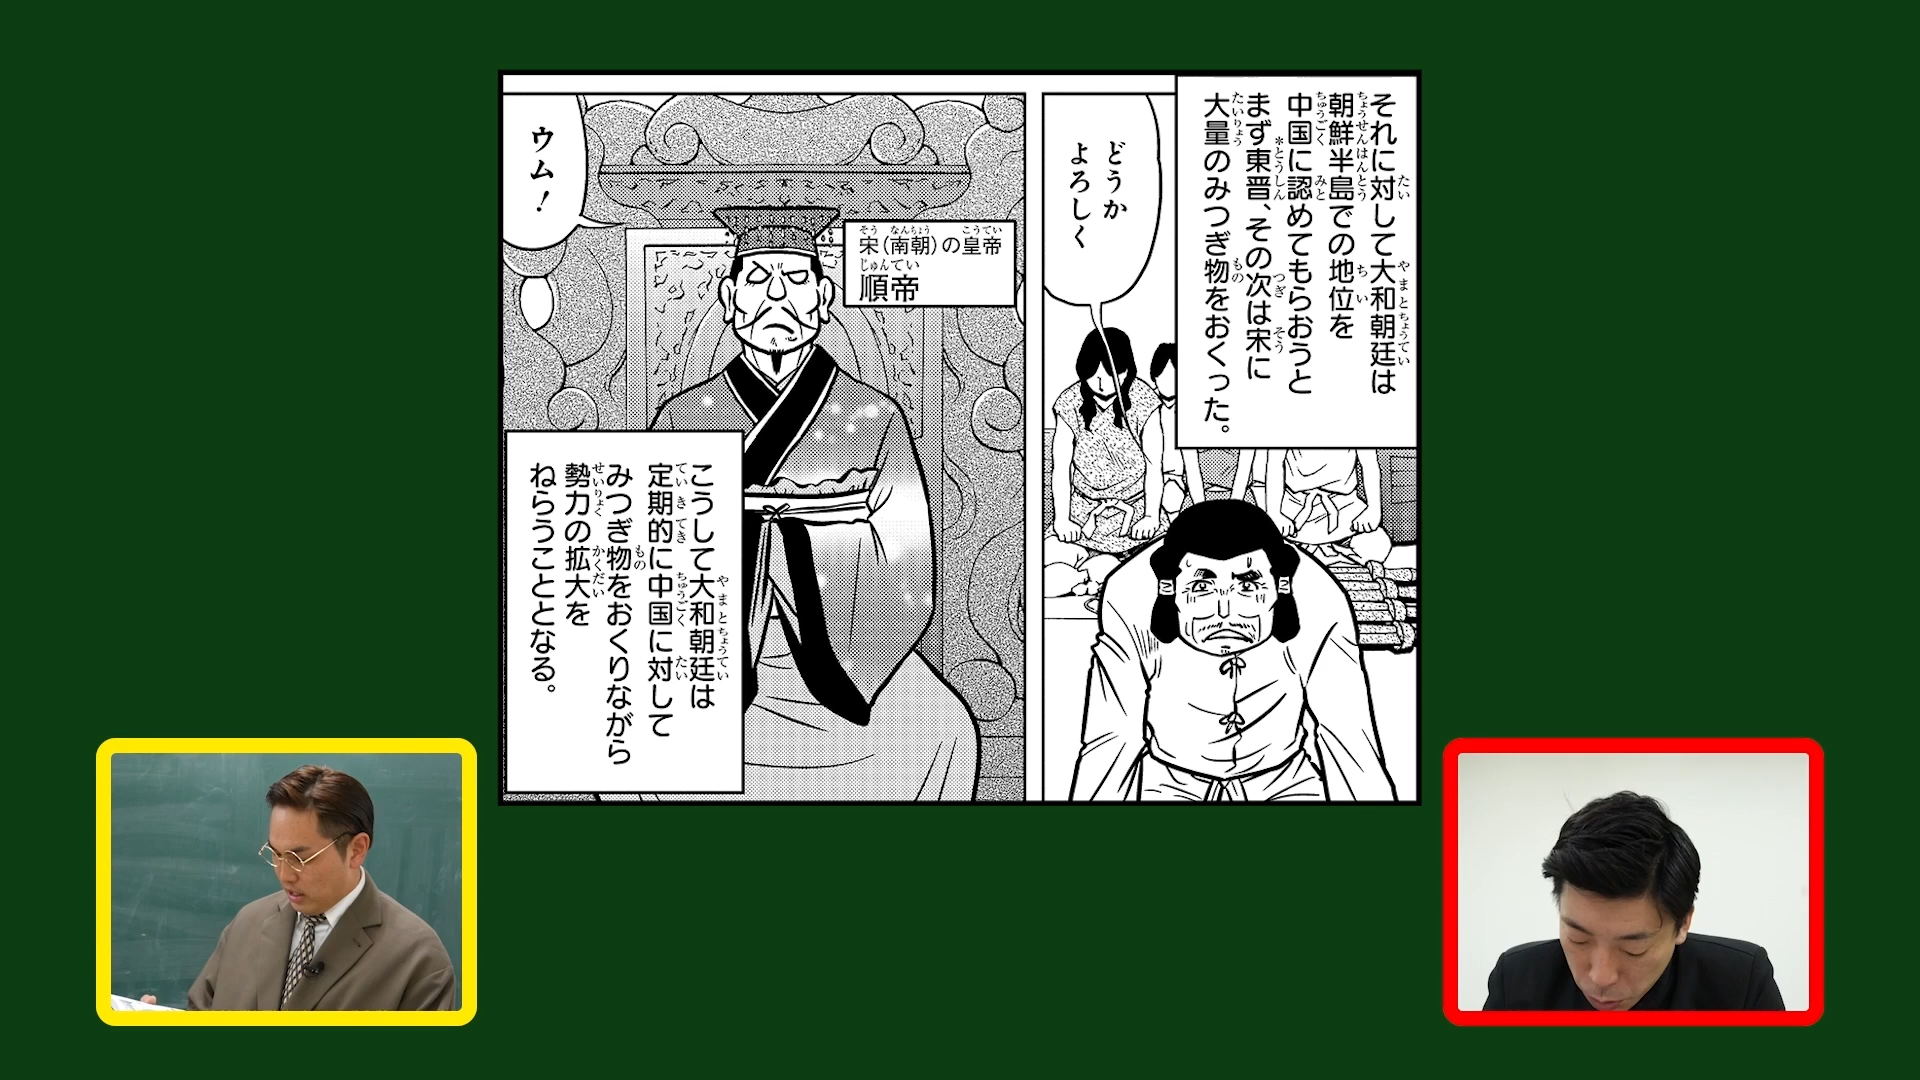 それに対して大和朝廷は
朝鮮半島での地位を
中国に認めてもらおうと
まず*東晋、その次は宋に
大量のみつぎ物をおくった。
どうか
よろしく
宋(南朝)の皇帝
順帝
ウム!
こうして大和朝廷は
定期的に中国に対して
みつぎ物をおくりながら
勢力の拡大を
ねらうこととなる。